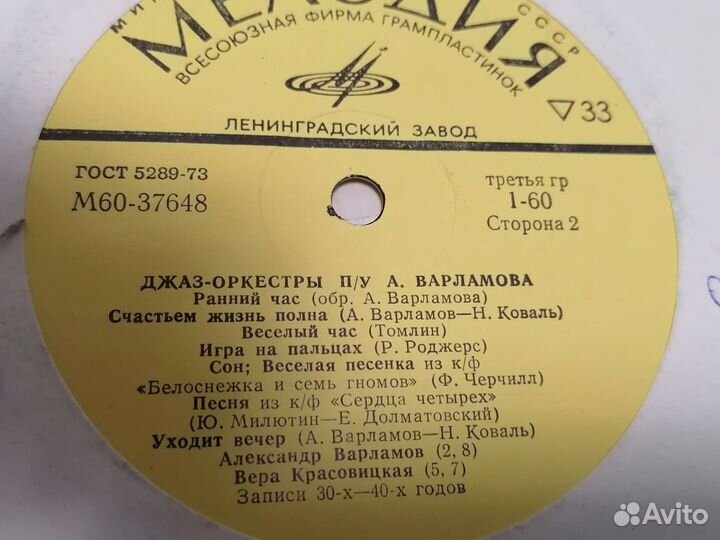 МЕЛОДИЯ
СССР
ВСЕСОЮЗНАЯ ФИРМА ГРАМПЛАСТИНОК
▽33
ЛЕНИНГРАДСКИЙ ЗАВОД
ГОСТ 5289-73
М60-37648
третья гр
1-60
Сторона 2
ДЖАЗ-ОРКЕСТРЫ П/У А. ВАРЛАМОВА
Ранний час (обр. А. Варламова)
Счастьем жизнь полна (А. Варламов—Н. Коваль)
Веселый час (Томлин)
Игра на пальцах (Р. Роджерс)
Сон; Веселая песенка из к/ф
«Белоснежка и семь гномов» (Ф. Черчилл)
Песня из к/ф «Сердца четырех»
(Ю. Милютин—Е. Долматовский)
Уходит вечер (А. Варламов—Н. Коваль)
Александр Варламов (2, 8)
Вера Красовицкая (5, 7)
Записи 30-х—40-х годов
Avito